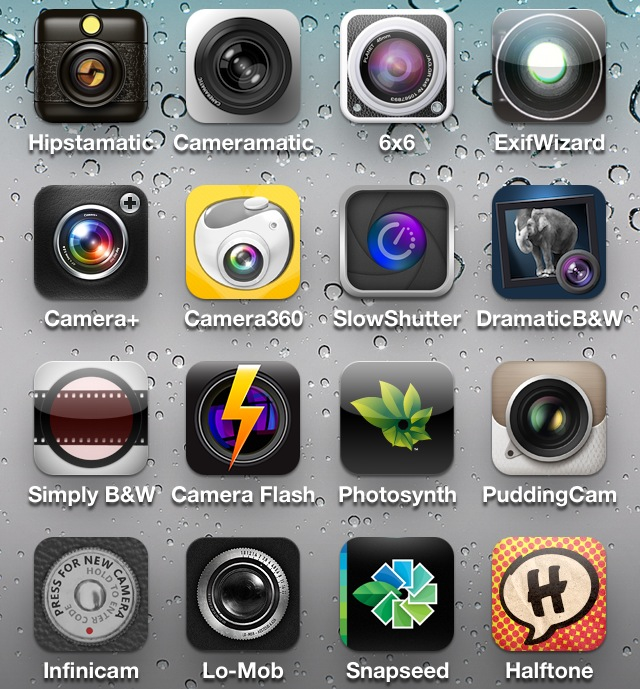 Hipstamatic
Cameramatic
6x6
ExifWizard
Camera+
Camera360
SlowShutter
DramaticB&W
Simply B&W
Camera Flash
Photosynth
PuddingCam
PRESS FOR NEW CAMERA
HOLD TO ENTER CODE
H
Infinicam
Lo-Mob
Snapseed
Halftone